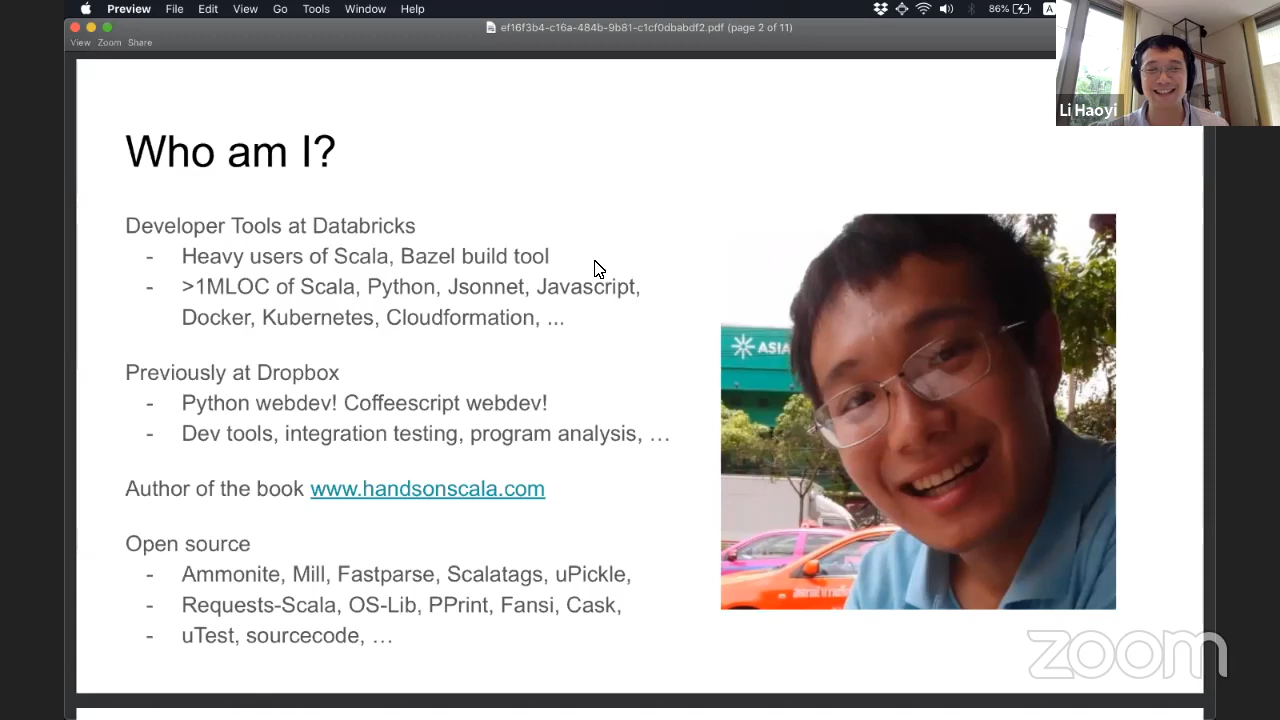 Preview File Edit View Go Tools Window Help 86% A
ef16f3b4-c16a-484b-9b81-c1cf0dbabdf2.pdf (page 2 of 11)
View Zoom Share
Li Haoyi
Who am I?
Developer Tools at Databricks
- Heavy users of Scala, Bazel build tool
- >1MLOC of Scala, Python, Jsonnet, Javascript,
Docker, Kubernetes, Cloudformation, ...
Previously at Dropbox
- Python webdev! Coffeescript webdev!
- Dev tools, integration testing, program analysis, …
Author of the book www.handsonscala.com
Open source
- Ammonite, Mill, Fastparse, Scalatags, uPickle,
- Requests-Scala, OS-Lib, PPrint, Fansi, Cask,
- uTest, sourcecode, …
ASIA
zoom